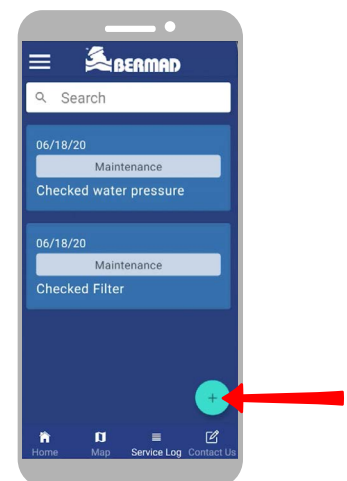 BERMAD
Search
06/18/20
Maintenance
Checked water pressure
06/18/20
Maintenance
Checked Filter
+
Home Map Service Log Contact Us